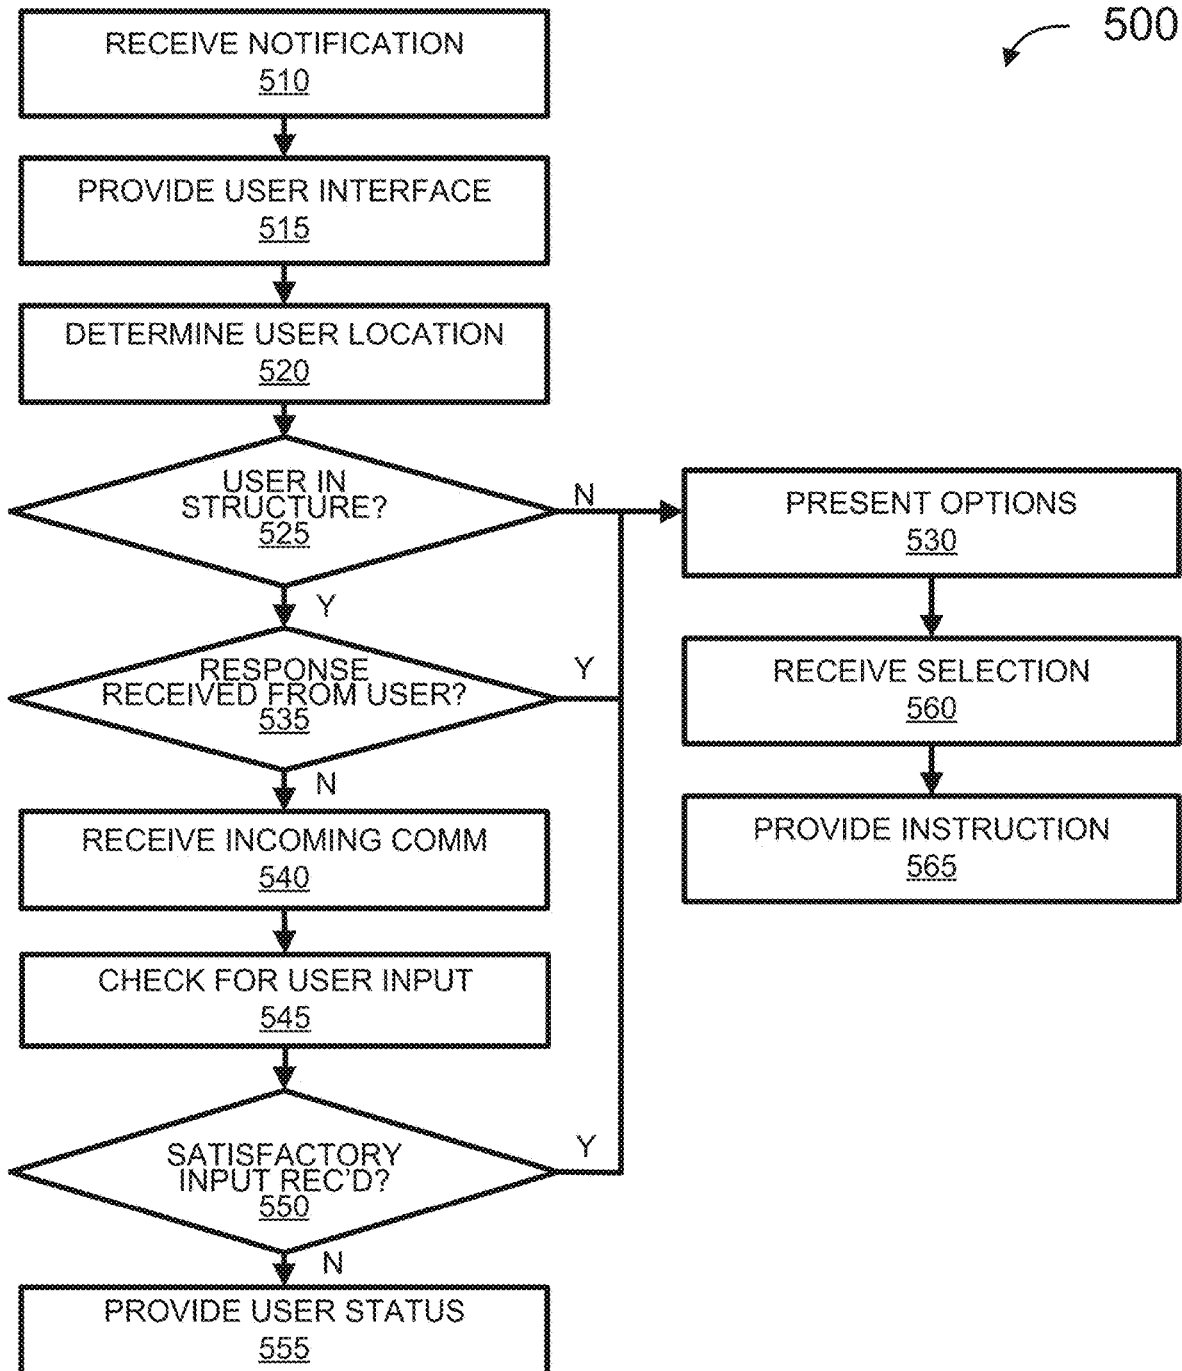 500
RECEIVE NOTIFICATION
510
PROVIDE USER INTERFACE
515
DETERMINE USER LOCATION
520
USER IN
STRUCTURE?
525
N
Y
PRESENT OPTIONS
530
RESPONSE
RECEIVED FROM USER?
535
Y
N
RECEIVE SELECTION
560
RECEIVE INCOMING COMM
540
PROVIDE INSTRUCTION
565
CHECK FOR USER INPUT
545
SATISFACTORY
INPUT REC'D?
550
Y
N
PROVIDE USER STATUS
555